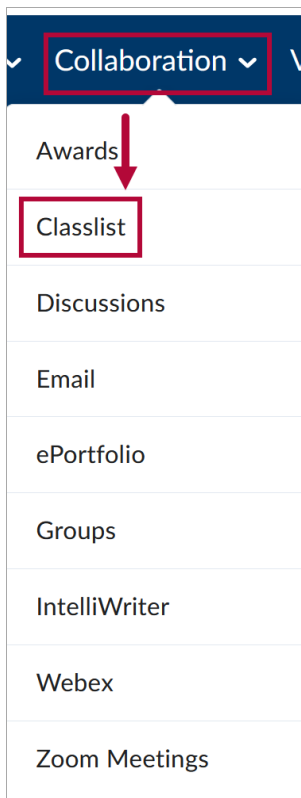 Collaboration
Awards
Classlist
Discussions
Email
ePortfolio
Groups
IntelliWriter
Webex
Zoom Meetings